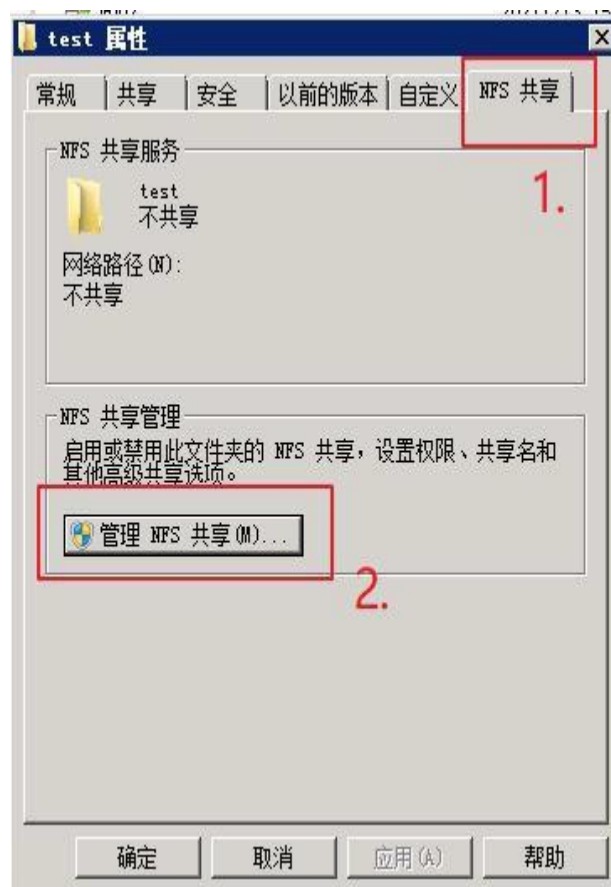 test 属性
常规 共享 安全 以前的版本 自定义 NFS 共享
1.
NFS 共享服务
test
不共享
网络路径(N):
不共享
NFS 共享管理
启用或禁用此文件夹的 NFS 共享，设置权限、共享名和
其他高级共享选项。
管理 NFS 共享(M)...
2.
确定 取消 应用(A) 帮助